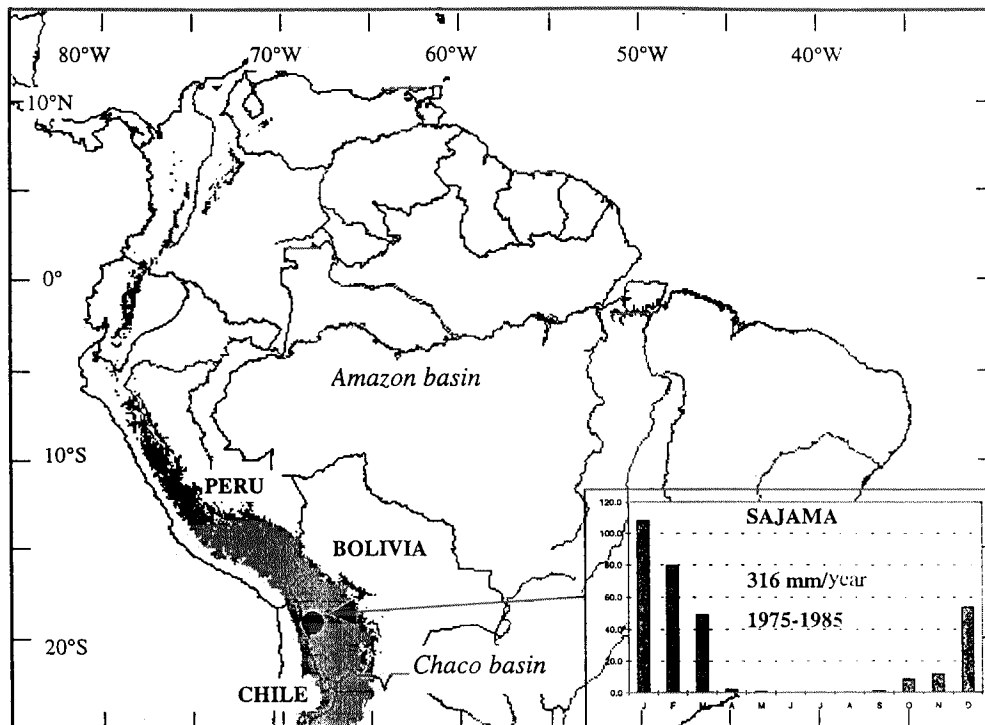 80°W 70°W 60°W 50°W 40°W
10°N
0°
Amazon basin
10°S
PERU
BOLIVIA
20°S
Chaco basin
CHILE
120.0
100.0
80.0
60.0
40.0
20.0
0.0
SAJAMA
316 mm/year
1975-1985
J F M A M J J A S O N D